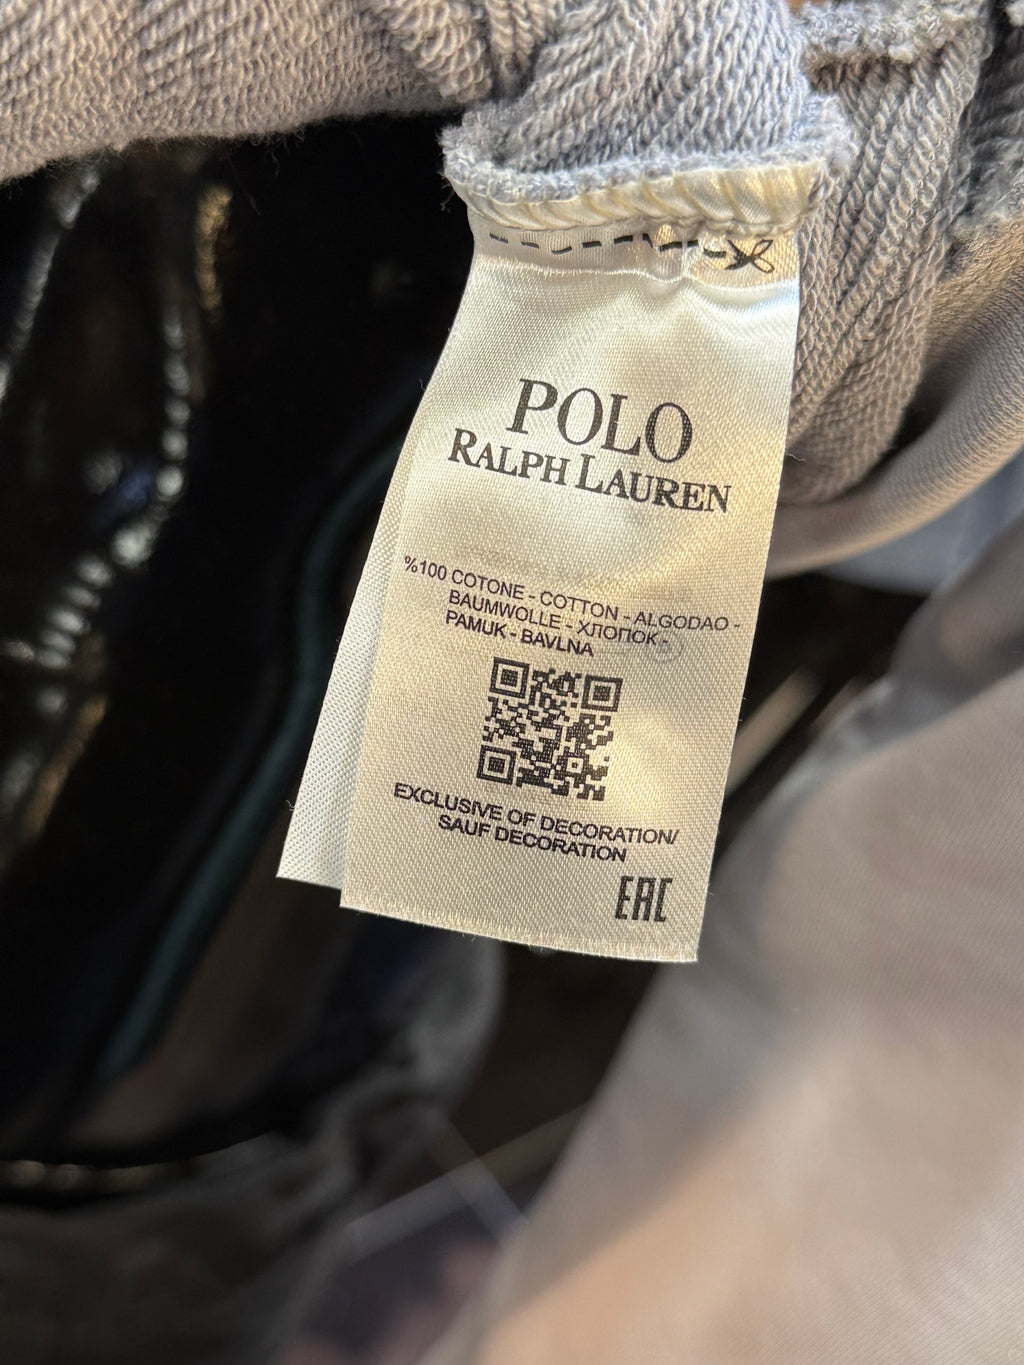 POLO
RALPH LAUREN
%100 COTONE - COTTON - ALGODAO -
BAUMWOLLE - ХЛОПОК -
PAMUK - BAVLNA
EXCLUSIVE OF DECORATION/
SAUF DECORATION
EAC